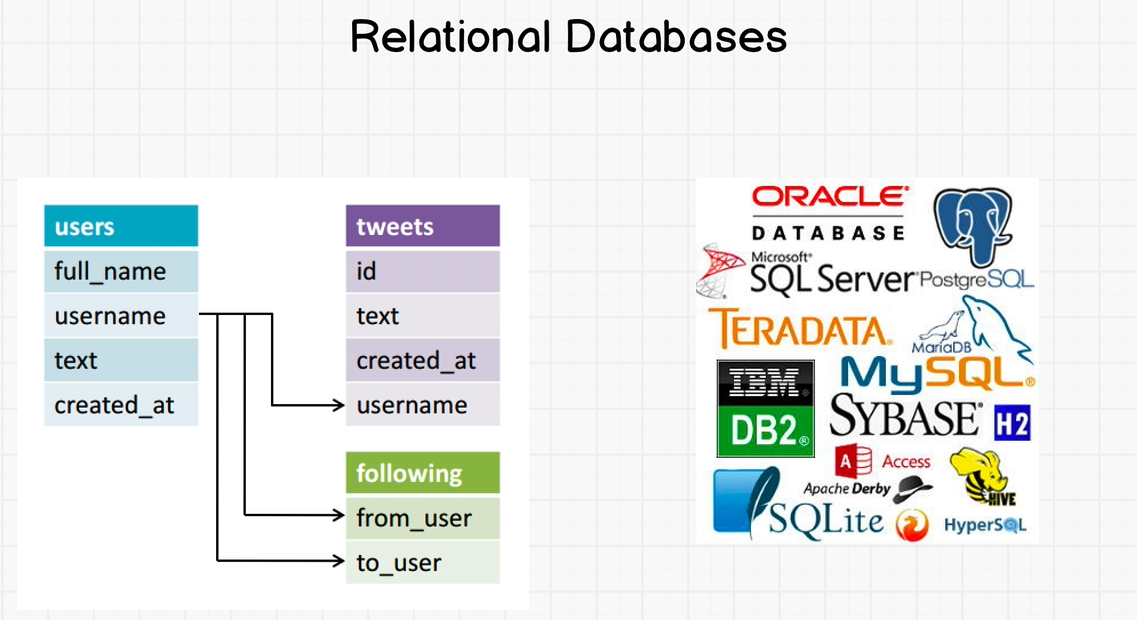 Relational Databases
users
full_name
username
text
created_at
tweets
id
text
created_at
username
following
from_user
to_user
ORACLE®
DATABASE
Microsoft®
SQL Server®
PostgreSQL
TERADATA®
MariaDB
MySQL®
IBM®
DB2®
SYBASE®
H2
A Access
Apache Derby
HIVE
SQLite
HyperSQL